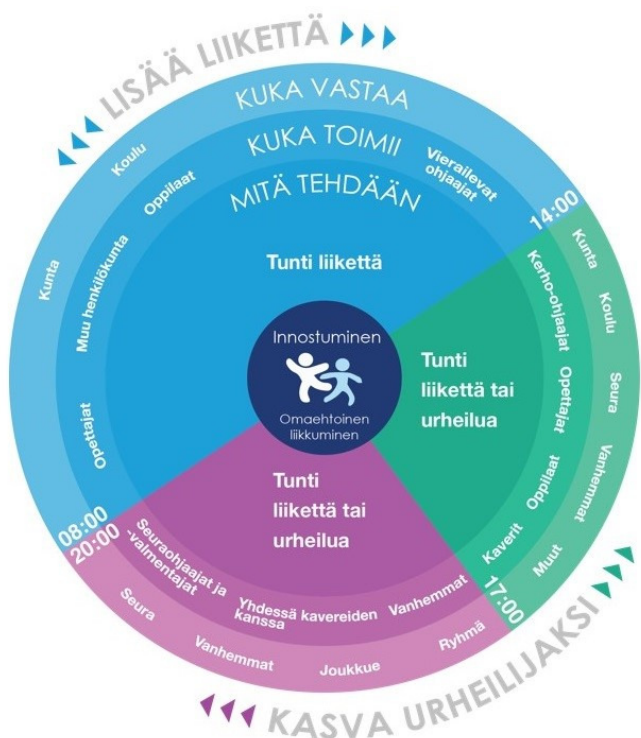 LISÄÄ LIIKETTÄ
KUKA VASTAA
Kunta
Koulu
KUKA TOIMII
Opettajat
Muu henkilökunta
Oppilaat
Vierailevat
ohjaajat
MITÄ TEHDÄÄN
Tunti liikettä
14:00
Kunta
Koulu
Seura
Vanhemmat
Muut
Kerho-ohjaajat
Opettajat
Oppilaat
Kaverit
Tunti
liikettä tai
urheilua
17:00
Innostuminen
Omaehtoinen
liikkuminen
Tunti
liikettä tai
urheilua
08:00
20:00
Seuraohjaajat ja
-valmentajat
Yhdessä kavereiden
kanssa
Vanhemmat
Seura
Vanhemmat
Joukkue
Ryhmä
KASVA URHEILIJAKSI